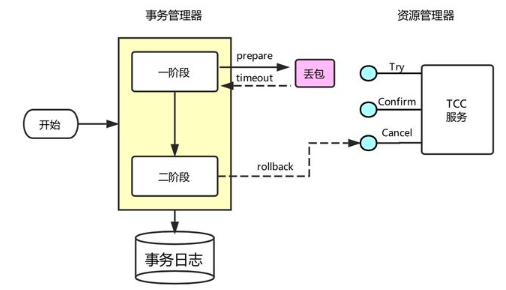 事务管理器
资源管理器
一阶段
prepare
timeout
丢包
Try
Confirm
Cancel
TCC
服务
开始
二阶段
rollback
事务日志